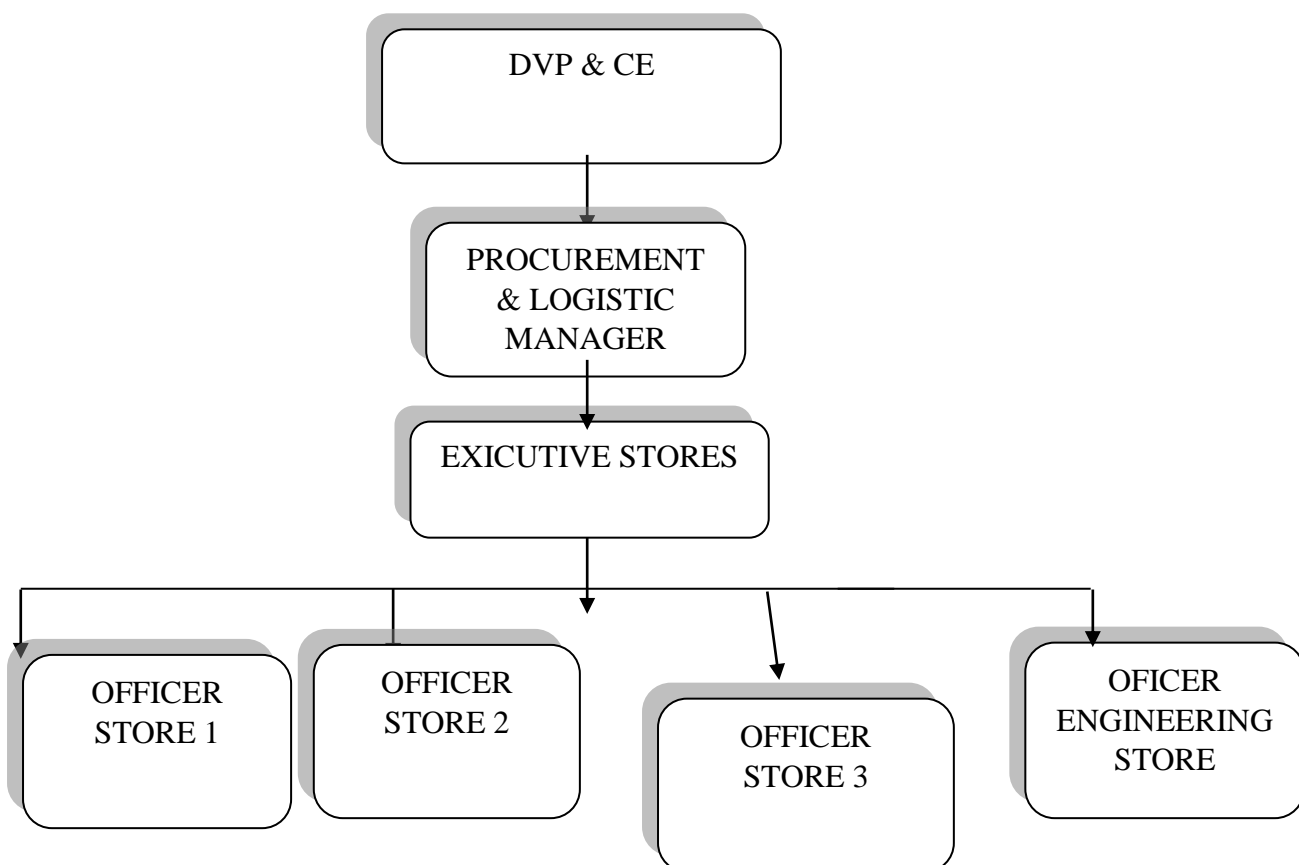 DVP & CE
PROCUREMENT
& LOGISTIC
MANAGER
EXICUTIVE STORES
OFFICER
STORE 1
OFFICER
STORE 2
OFFICER
STORE 3
OFICER
ENGINEERING
STORE